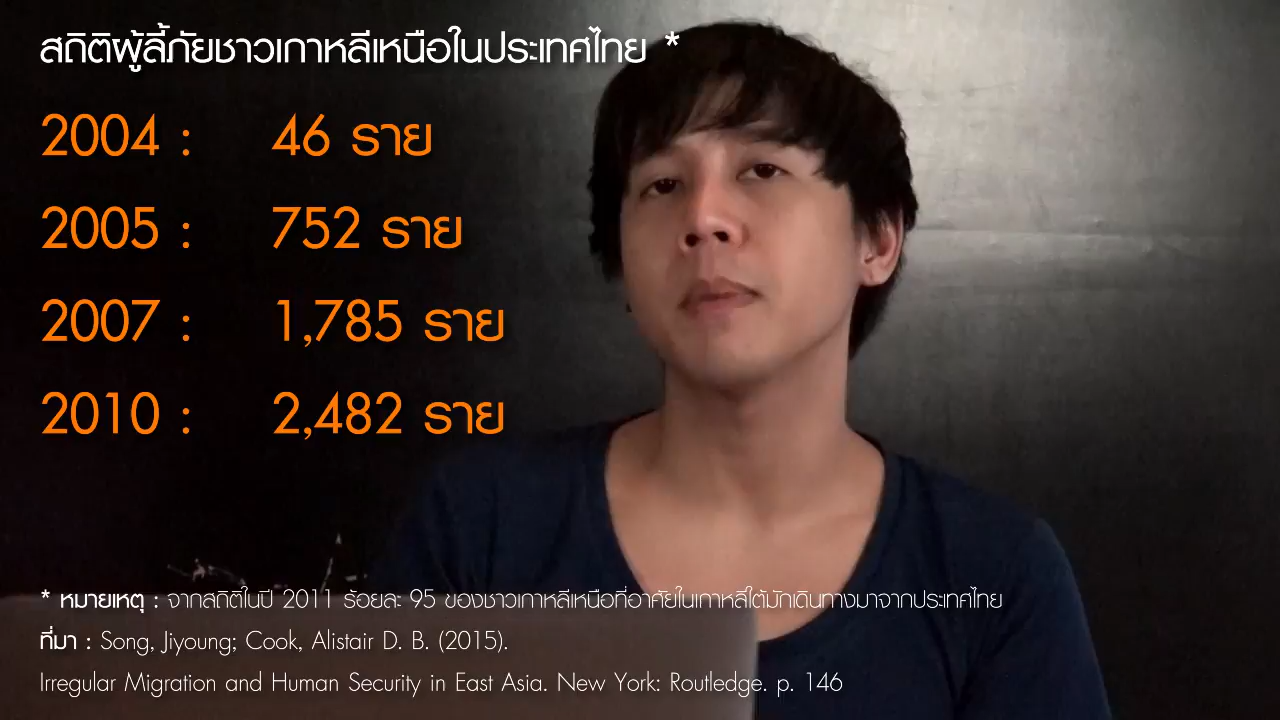 สถิติผู้ลี้ภัยชาวเกาหลีเหนือในประเทศไทย *
2004 : 46 ราย
2005 : 752 ราย
2007 : 1,785 ราย
2010 : 2,482 ราย
* หมายเหตุ : จากสถิติในปี 2011 ร้อยละ 95 ของชาวเกาหลีเหนือที่อาศัยในเกาหลีใต้มักเดินทางมาจากประเทศไทย
ที่มา : Song, Jiyoung; Cook, Alistair D. B. (2015).
Irregular Migration and Human Security in East Asia. New York: Routledge. p. 146